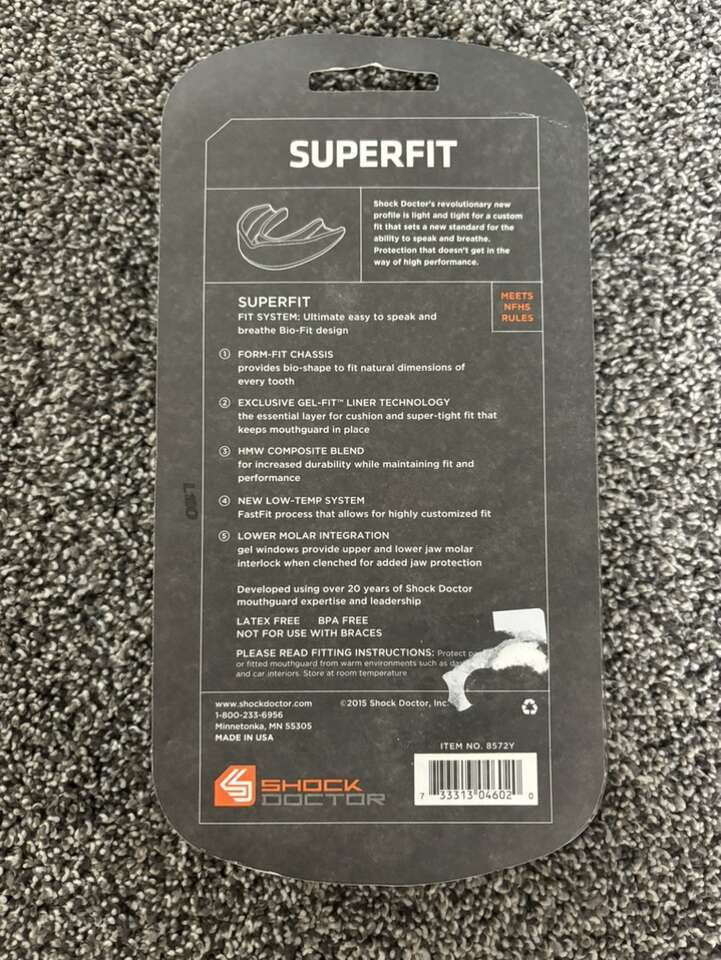 SUPERFIT
Shock Doctor's revolutionary new
profile is light and tight for a custom
fit that sets a new standard for the
ability to speak and breathe.
Protection that doesn't get in the
way of high performance.
SUPERFIT
FIT SYSTEM: Ultimate easy to speak and
breathe Bio-Fit design
MEETS
NFHS
RULES
① FORM-FIT CHASSIS
provides bio-shape to fit natural dimensions of
every tooth
② EXCLUSIVE GEL-FIT™ LINER TECHNOLOGY
the essential layer for cushion and super-tight fit that
keeps mouthguard in place
③ HMW COMPOSITE BLEND
for increased durability while maintaining fit and
performance
④ NEW LOW-TEMP SYSTEM
FastFit process that allows for highly customized fit
⑤ LOWER MOLAR INTEGRATION
gel windows provide upper and lower jaw molar
interlock when clenched for added jaw protection
Developed using over 20 years of Shock Doctor
mouthguard expertise and leadership
LATEX FREE BPA FREE
NOT FOR USE WITH BRACES
PLEASE READ FITTING INSTRUCTIONS: Protect
or fitted mouthguard from warm environments such as
and car interiors. Store at room temperature
www.shockdoctor.com ©2015 Shock Doctor, Inc.
1-800-233-6956
Minnetonka, MN 55305
MADE IN USA
ITEM NO. 8572Y
SHOCK
DOCTOR
7 33313 04602 0